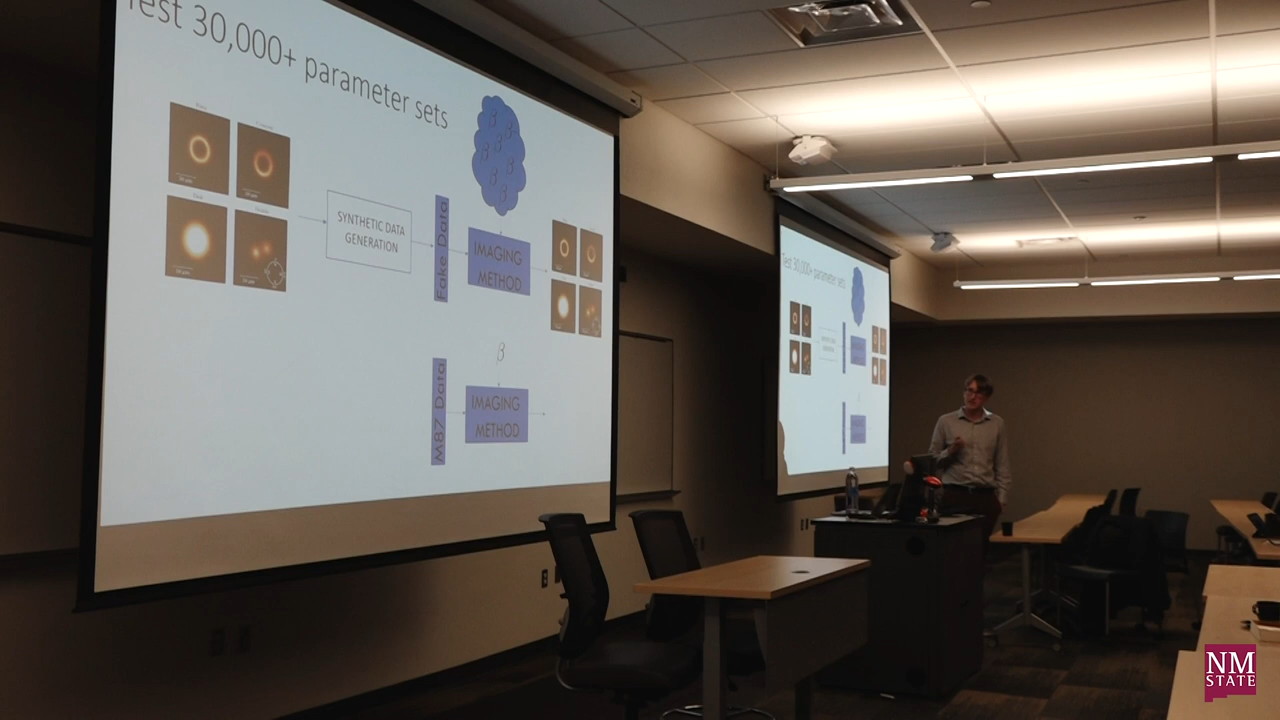 Test 30,000+ parameter sets
β β β β β β β
SYNTHETIC DATA
GENERATION
Fake Data
IMAGING
METHOD
β
M87 Data
IMAGING
METHOD
Test 30,000+ parameter sets
NM
STATE